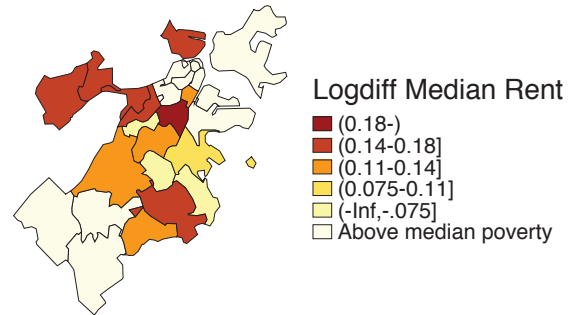 Logdiff Median Rent
(0.18-)
(0.14-0.18]
(0.11-0.14]
(0.075-0.11]
(-Inf,-.075]
Above median poverty